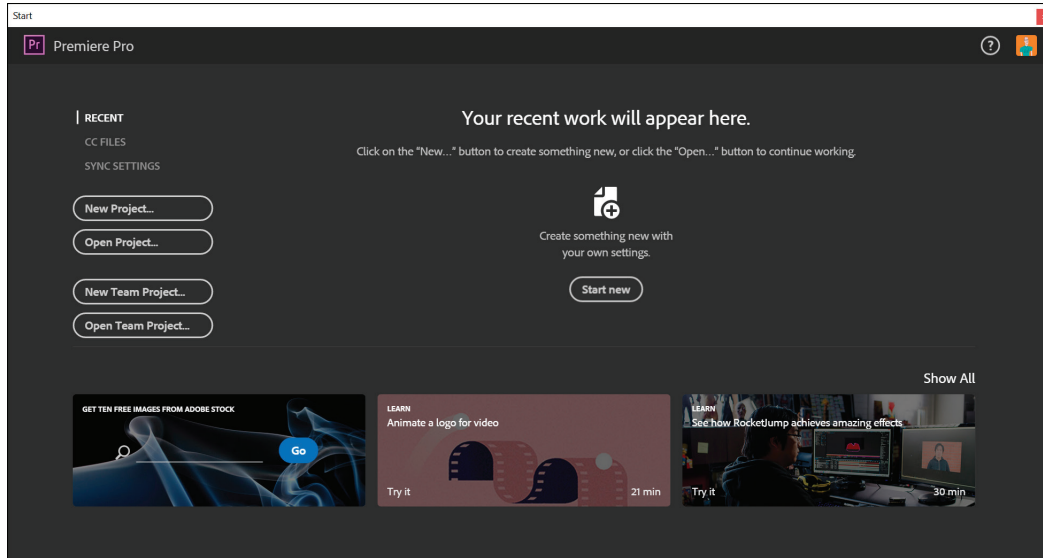 Start
Pr Premiere Pro
?
RECENT
CC FILES
SYNC SETTINGS
New Project...
Open Project...
New Team Project...
Open Team Project...
Your recent work will appear here.
Click on the "New..." button to create something new, or click the "Open..." button to continue working.
Create something new with
your own settings.
Start new
Show All
GET TEN FREE IMAGES FROM ADOBE STOCK
Go
LEARN
Animate a logo for video
Try it 21 min
LEARN
See how RocketJump achieves amazing effects
Try it 30 min